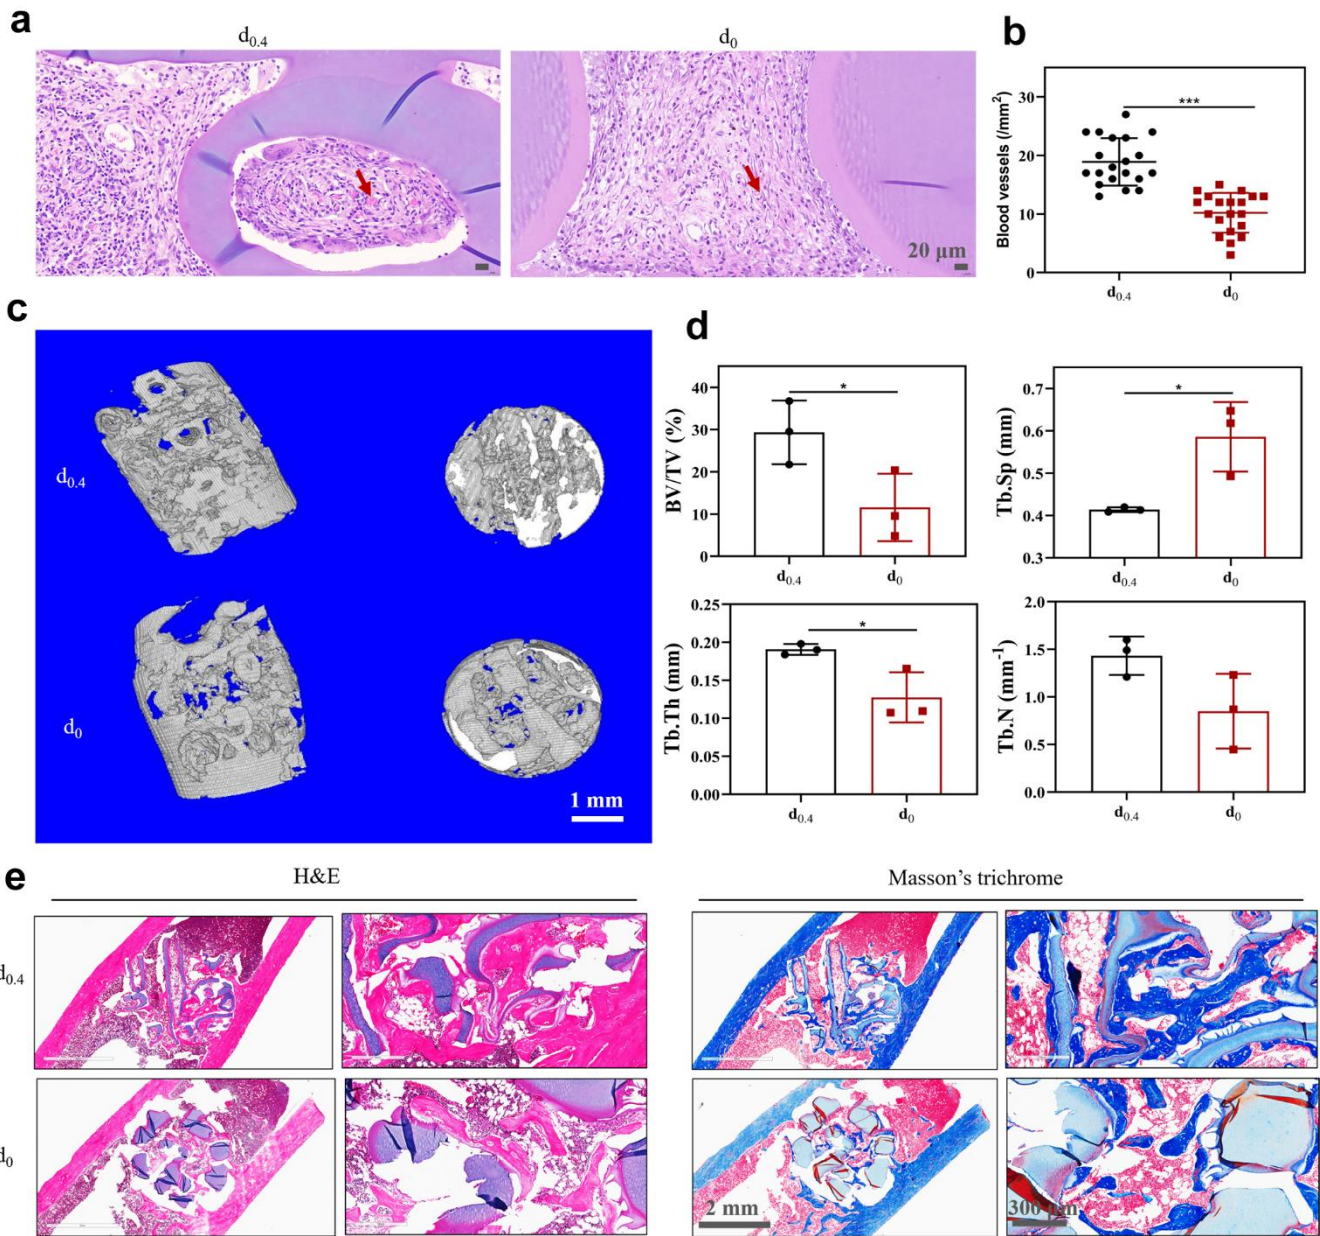 a
d0.4
d0
20 µm
b
Blood vessels (/mm²)
30
20
10
0
***
d0.4
d0
c
d0.4
d0
1 mm
d
BV/TV (%)
40
30
20
10
0
*
d0.4
d0
Tb.Sp (mm)
0.6
0.5
0.4
0.3
*
d0.4
d0
Tb.Th (mm)
0.25
0.20
0.15
0.10
0.05
0.00
*
d0.4
d0
Tb.N (mm⁻¹)
2.0
1.5
1.0
0.5
0.0
d0.4
d0
e
H&E
Masson's trichrome
d0.4
d0
2 mm
300 µm